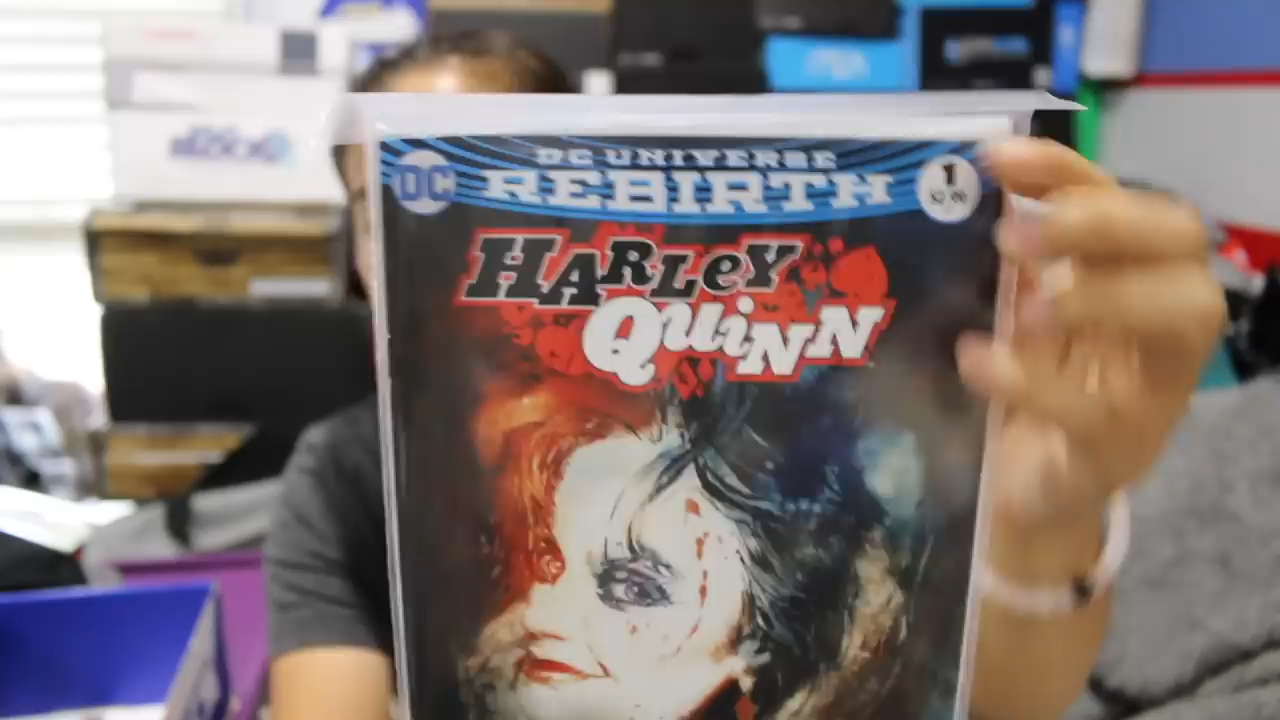 DC UNIVERSE
DC
REBIRTH
1
HARLEY
QUINN